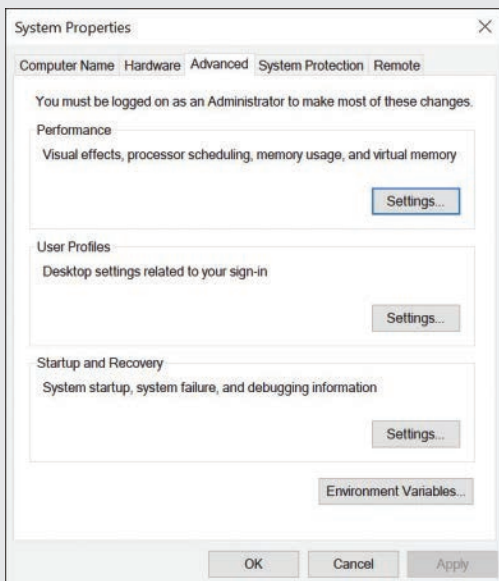 System Properties
Computer Name Hardware Advanced System Protection Remote
You must be logged on as an Administrator to make most of these changes.
Performance
Visual effects, processor scheduling, memory usage, and virtual memory
Settings...
User Profiles
Desktop settings related to your sign-in
Settings...
Startup and Recovery
System startup, system failure, and debugging information
Settings...
Environment Variables...
OK Cancel Apply